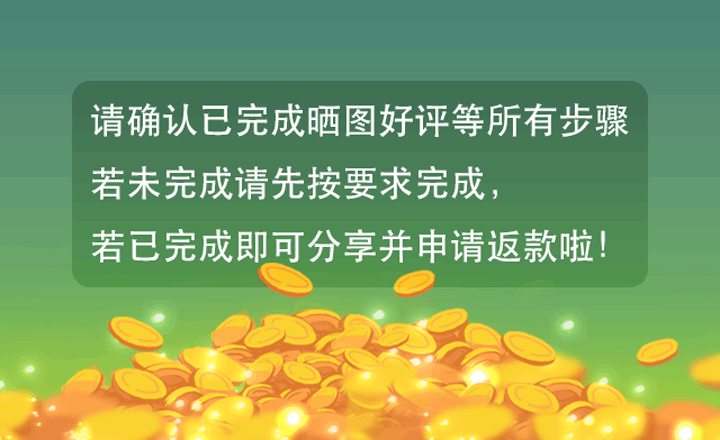 请确认已完成晒图好评等所有步骤
若未完成请先按要求完成，
若已完成即可分享并申请返款啦！